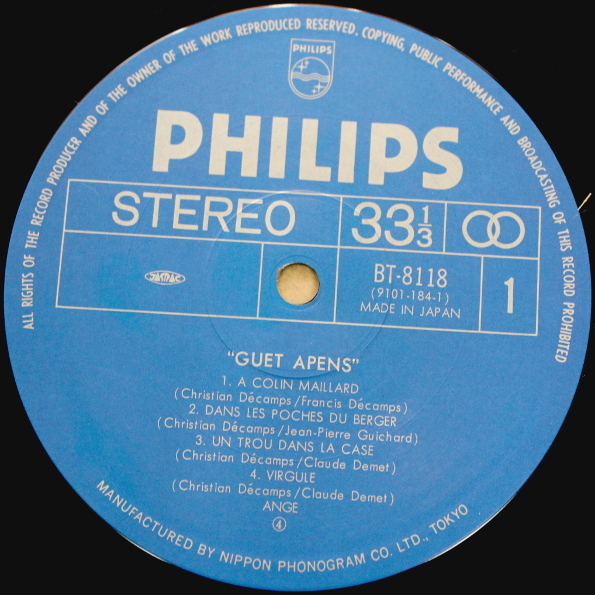 ALL RIGHTS OF THE RECORD PRODUCER AND OF THE OWNER OF THE WORK REPRODUCED RESERVED. COPYING, PUBLIC PERFORMANCE AND BROADCASTING OF THIS RECORD PROHIBITED
PHILIPS
PHILIPS
STEREO
33 1/3
JASRAC
BT-8118
(9101-184-1)
MADE IN JAPAN
1
"GUET APENS"
1. A COLIN MAILLARD
(Christian Décamps/Francis Décamps)
2. DANS LES POCHES DU BERGER
(Christian Décamps/Jean-Pierre Guichard)
3. UN TROU DANS LA CASE
(Christian Décamps/Claude Demet)
4. VIRGULE
(Christian Décamps/Claude Demet)
ANGE
④
MANUFACTURED BY NIPPON PHONOGRAM CO. LTD., TOKYO